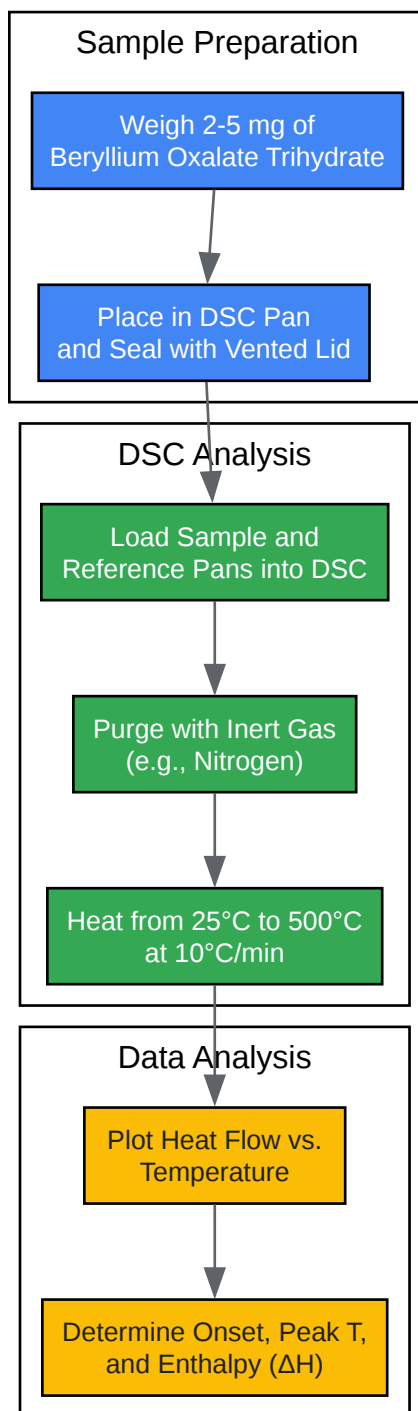 Sample Preparation
Weigh 2-5 mg of
Beryllium Oxalate Trihydrate
Place in DSC Pan
and Seal with Vented Lid
DSC Analysis
Load Sample and
Reference Pans into DSC
Purge with Inert Gas
(e.g., Nitrogen)
Heat from 25°C to 500°C
at 10°C/min
Data Analysis
Plot Heat Flow vs.
Temperature
Determine Onset, Peak T,
and Enthalpy (ΔH)